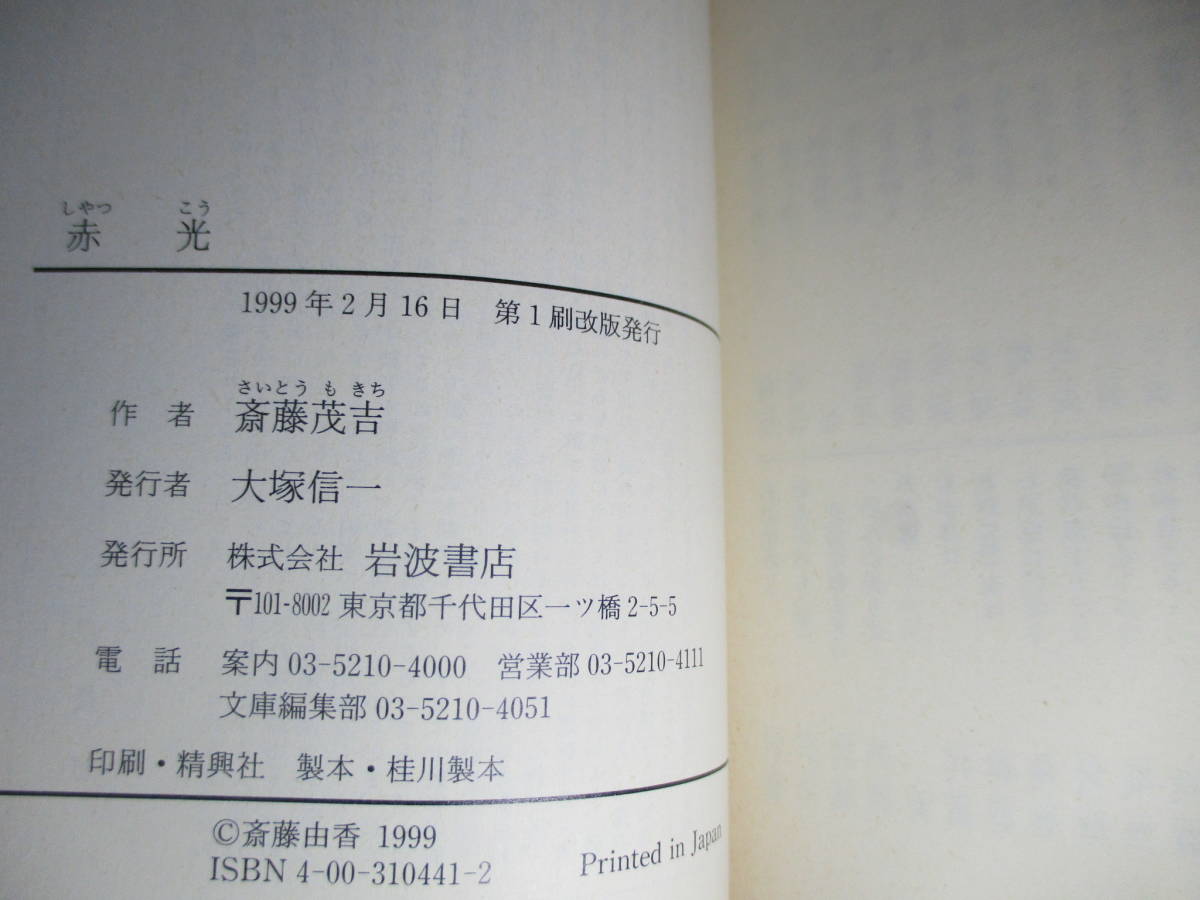 しやつ こう
赤 光
1999年2月16日 第1刷改版発行
さいとう も きち
作 者 斎藤茂吉
発行者 大塚信一
発行所 株式会社 岩波書店
〒101-8002 東京都千代田区一ツ橋2-5-5
電 話 案内 03-5210-4000 営業部 03-5210-4111
文庫編集部 03-5210-4051
印刷・精興社 製本・桂川製本
©斎藤由香 1999
ISBN 4-00-310441-2
Printed in Japan